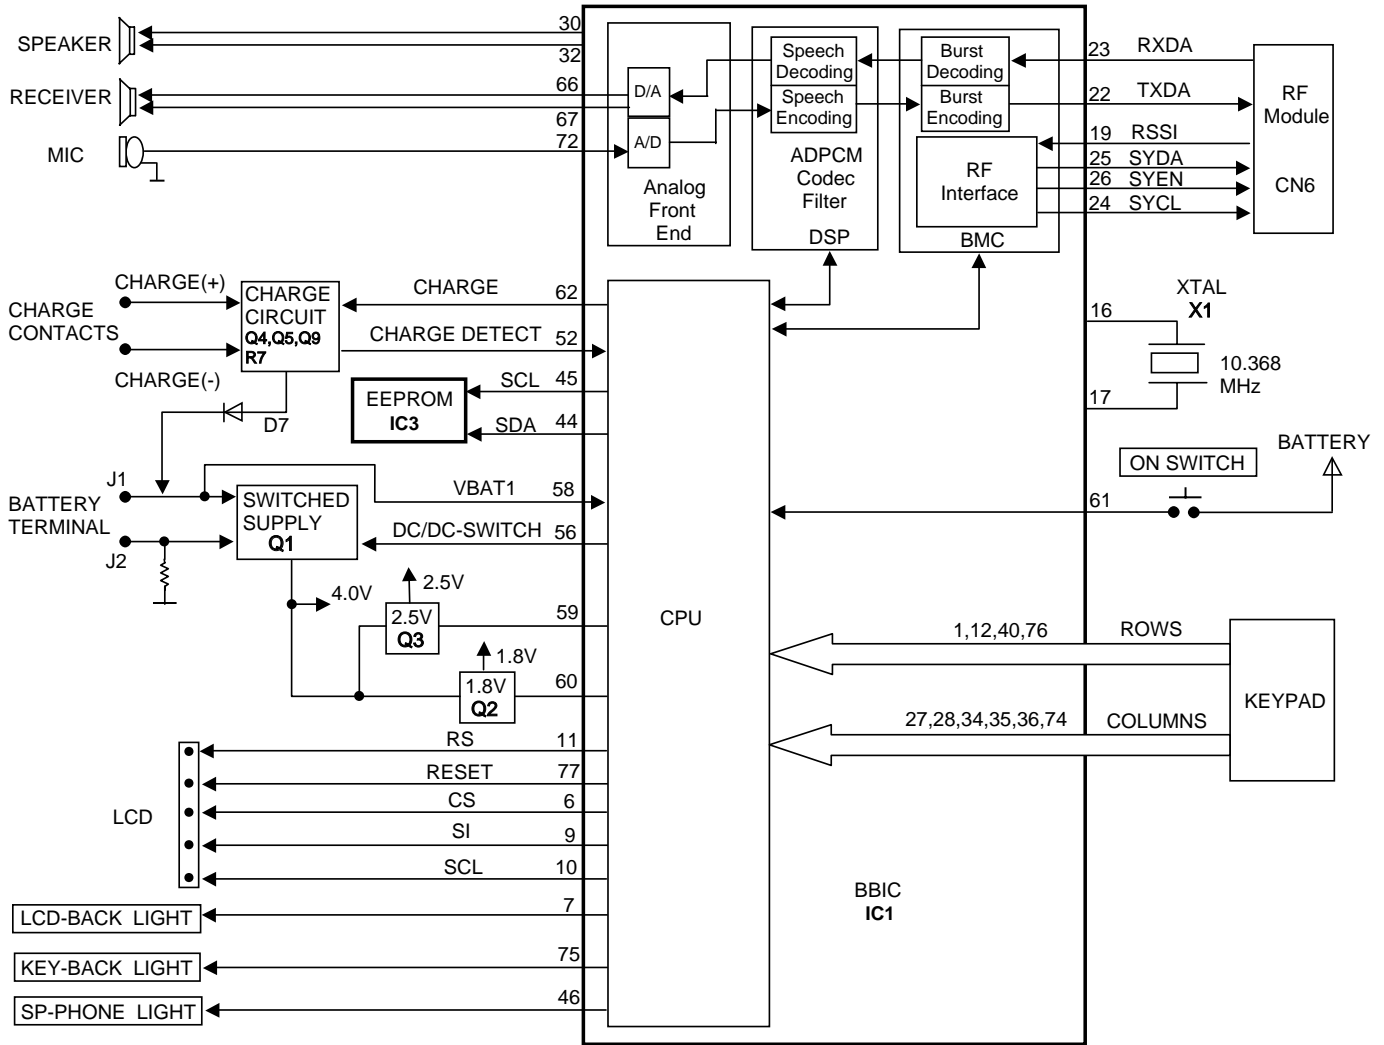 SPEAKER
30
32
RECEIVER
66
67
MIC
72
D/A
A/D
Analog
Front
End
Speech
Decoding
Speech
Encoding
ADPCM
Codec
Filter
DSP
Burst
Decoding
Burst
Encoding
RF
Interface
BMC
23 RXDA
22 TXDA
19 RSSI
25 SYDA
26 SYEN
24 SYCL
RF
Module
CN6
CHARGE(+)
CHARGE
CONTACTS
CHARGE(-)
CHARGE
CIRCUIT
Q4,Q5,Q9
R7
CHARGE 62
CHARGE DETECT 52
D7
EEPROM
IC3
SCL 45
SDA 44
16
17
XTAL
X1
10.368
MHz
J1
BATTERY
TERMINAL
J2
SWITCHED
SUPPLY
Q1
VBAT1 58
DC/DC-SWITCH 56
4.0V
2.5V
2.5V
Q3
59
1.8V
1.8V
Q2
60
CPU
ON SWITCH
BATTERY
61
1,12,40,76 ROWS
27,28,34,35,36,74 COLUMNS
KEYPAD
LCD
RS 11
RESET 77
CS 6
SI 9
SCL 10
LCD-BACK LIGHT 7
KEY-BACK LIGHT 75
SP-PHONE LIGHT 46
BBIC
IC1